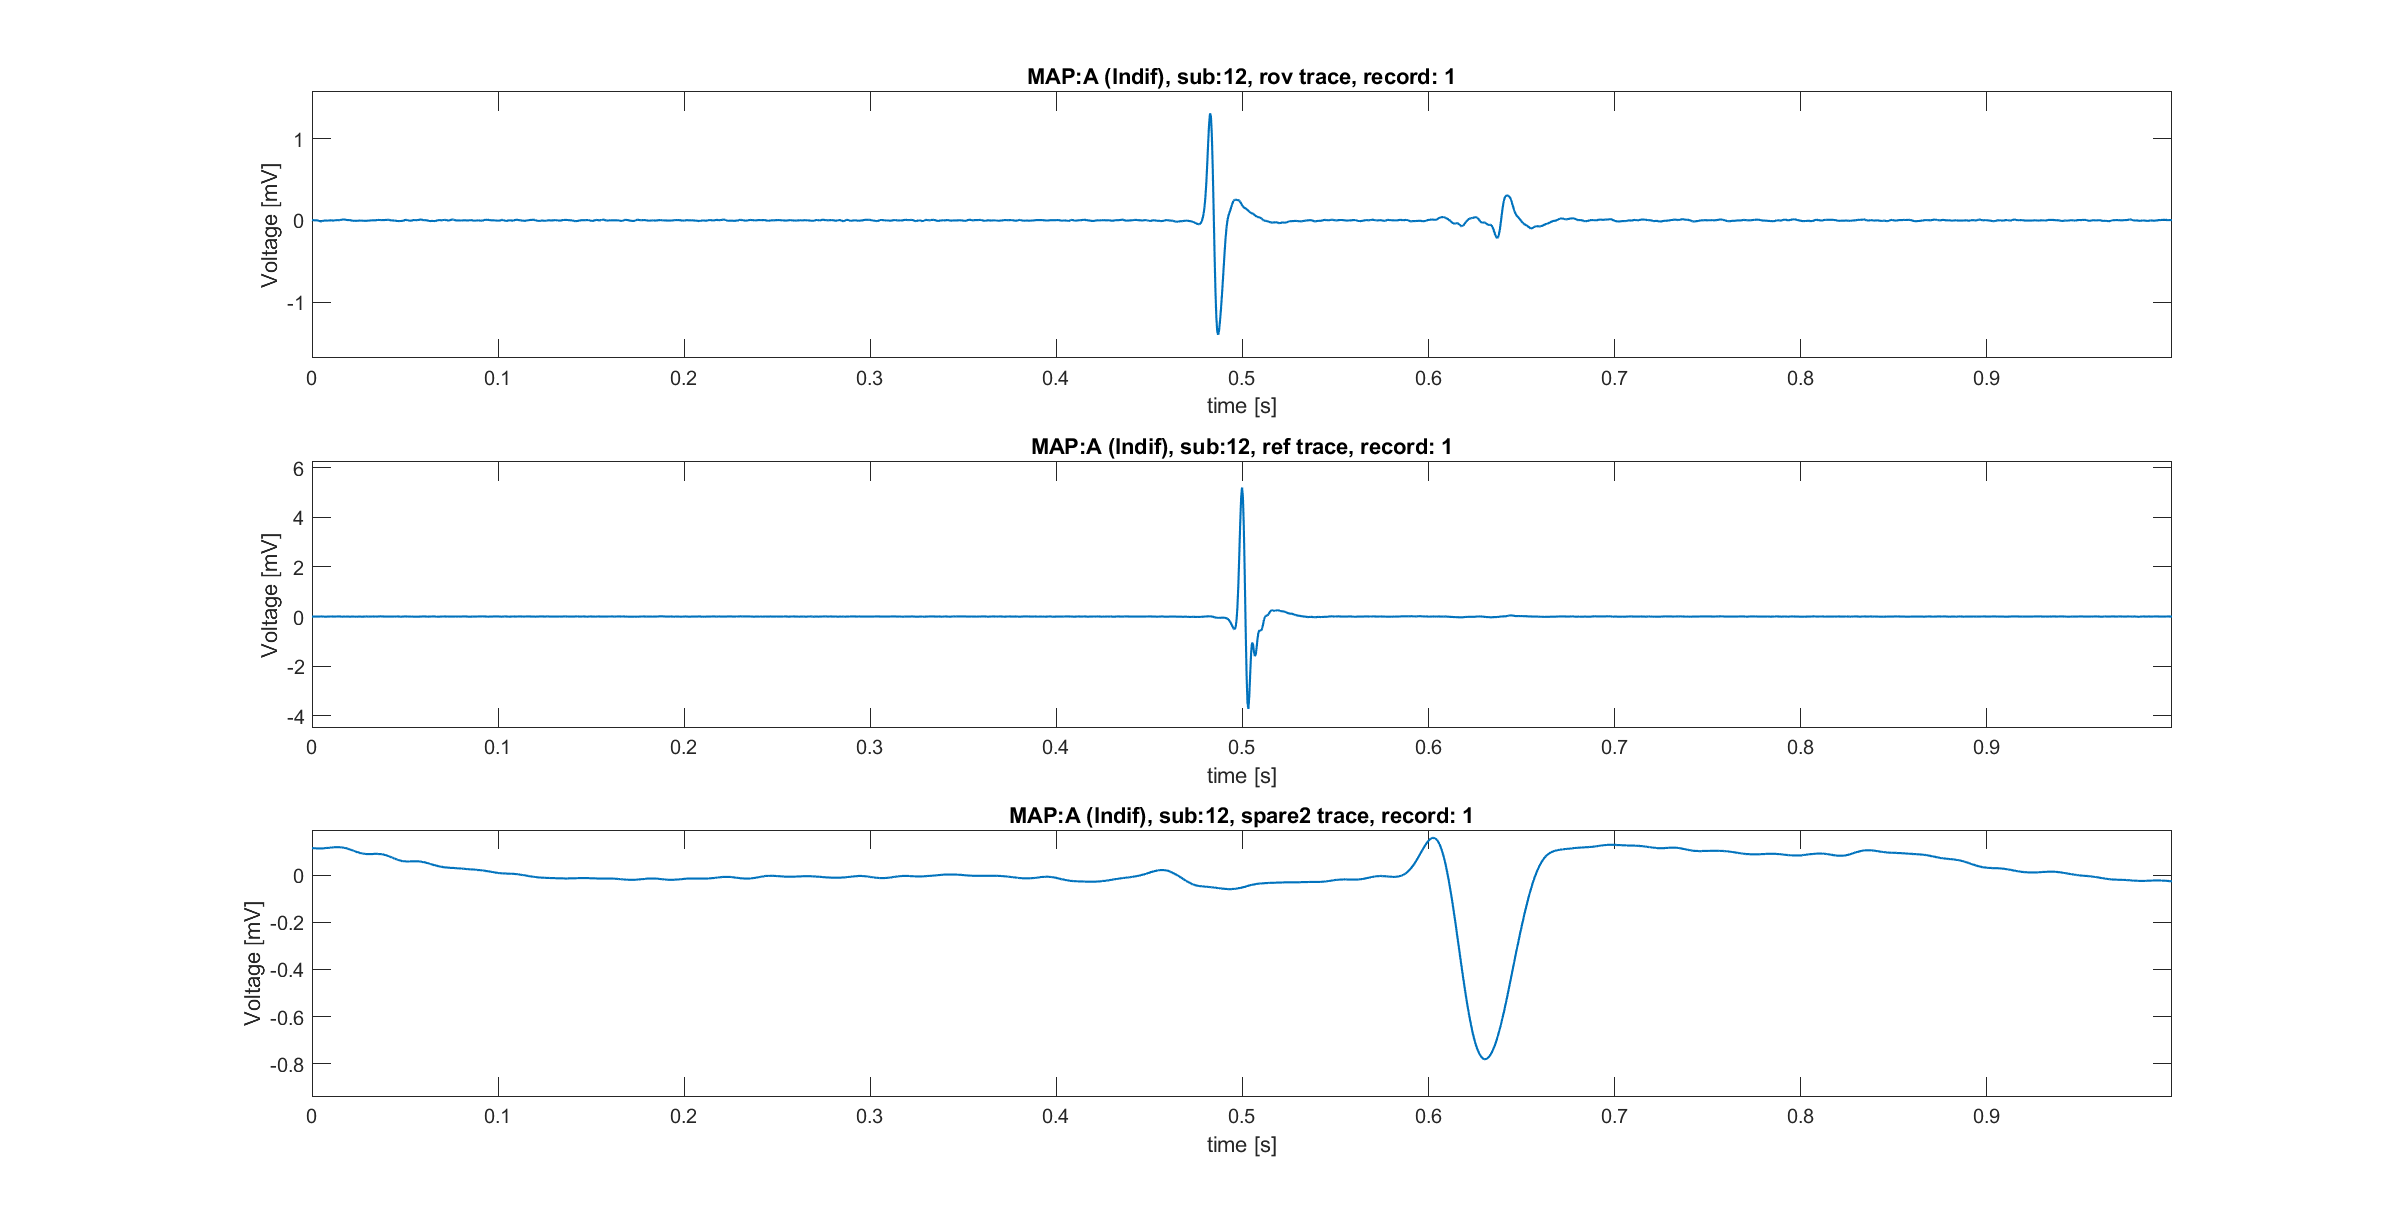 MAP:A (Indif), sub:12, rov trace, record: 1
Voltage [mV]
1
0
-1
0 0.1 0.2 0.3 0.4 0.5 0.6 0.7 0.8 0.9
time [s]
MAP:A (Indif), sub:12, ref trace, record: 1
Voltage [mV]
6
4
2
0
-2
-4
0 0.1 0.2 0.3 0.4 0.5 0.6 0.7 0.8 0.9
time [s]
MAP:A (Indif), sub:12, spare2 trace, record: 1
Voltage [mV]
0
-0.2
-0.4
-0.6
-0.8
0 0.1 0.2 0.3 0.4 0.5 0.6 0.7 0.8 0.9
time [s]